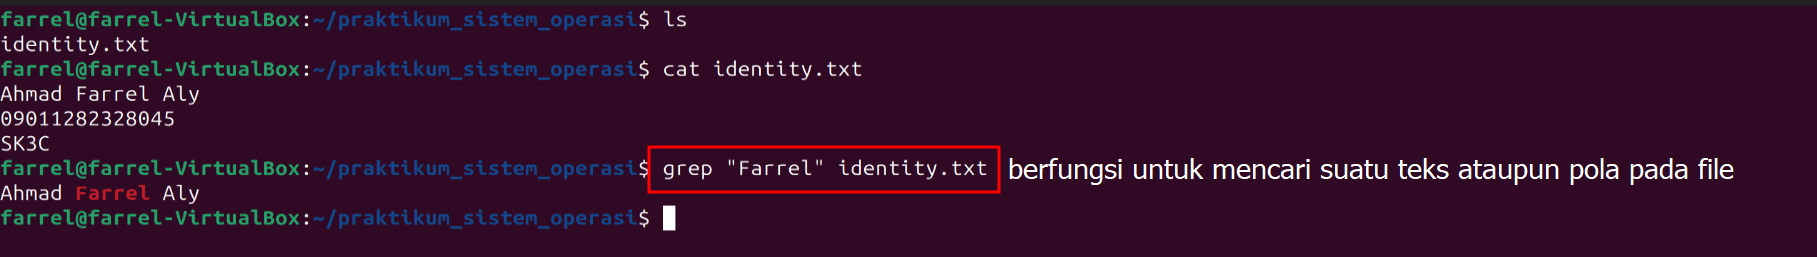 farrel@farrel-VirtualBox:~/praktikum_sistem_operasi$ ls
identity.txt
farrel@farrel-VirtualBox:~/praktikum_sistem_operasi$ cat identity.txt
Ahmad Farrel Aly
09011282328045
SK3C
farrel@farrel-VirtualBox:~/praktikum_sistem_operasi$ grep "Farrel" identity.txt berfungsi untuk mencari suatu teks ataupun pola pada file
Ahmad Farrel Aly
farrel@farrel-VirtualBox:~/praktikum_sistem_operasi$